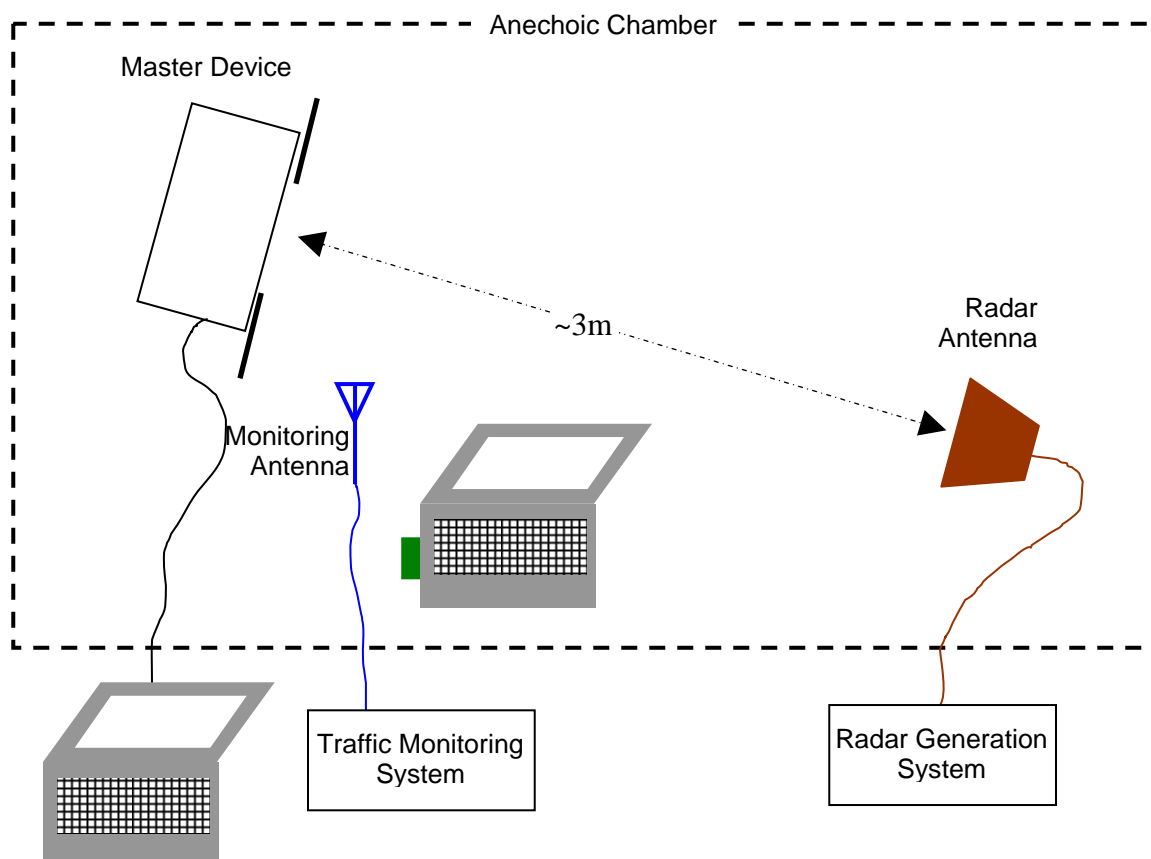 Anechoic Chamber
Master Device
~3m
Radar
Antenna
Monitoring
Antenna
Traffic Monitoring
System
Radar Generation
System